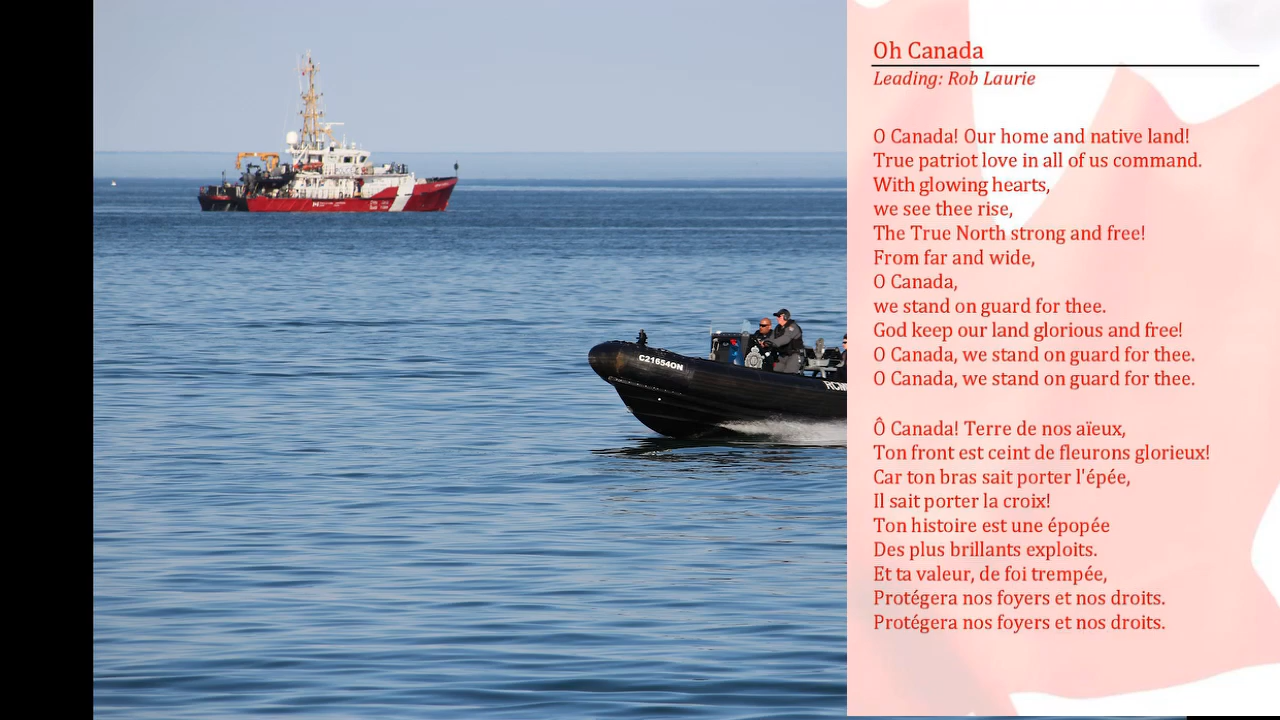 C21654ON
Oh Canada
Leading: Rob Laurie
O Canada! Our home and native land!
True patriot love in all of us command.
With glowing hearts,
we see thee rise,
The True North strong and free!
From far and wide,
O Canada,
we stand on guard for thee.
God keep our land glorious and free!
O Canada, we stand on guard for thee.
O Canada, we stand on guard for thee.
Ô Canada! Terre de nos aïeux,
Ton front est ceint de fleurons glorieux!
Car ton bras sait porter l'épée,
Il sait porter la croix!
Ton histoire est une épopée
Des plus brillants exploits.
Et ta valeur, de foi trempée,
Protégera nos foyers et nos droits.
Protégera nos foyers et nos droits.